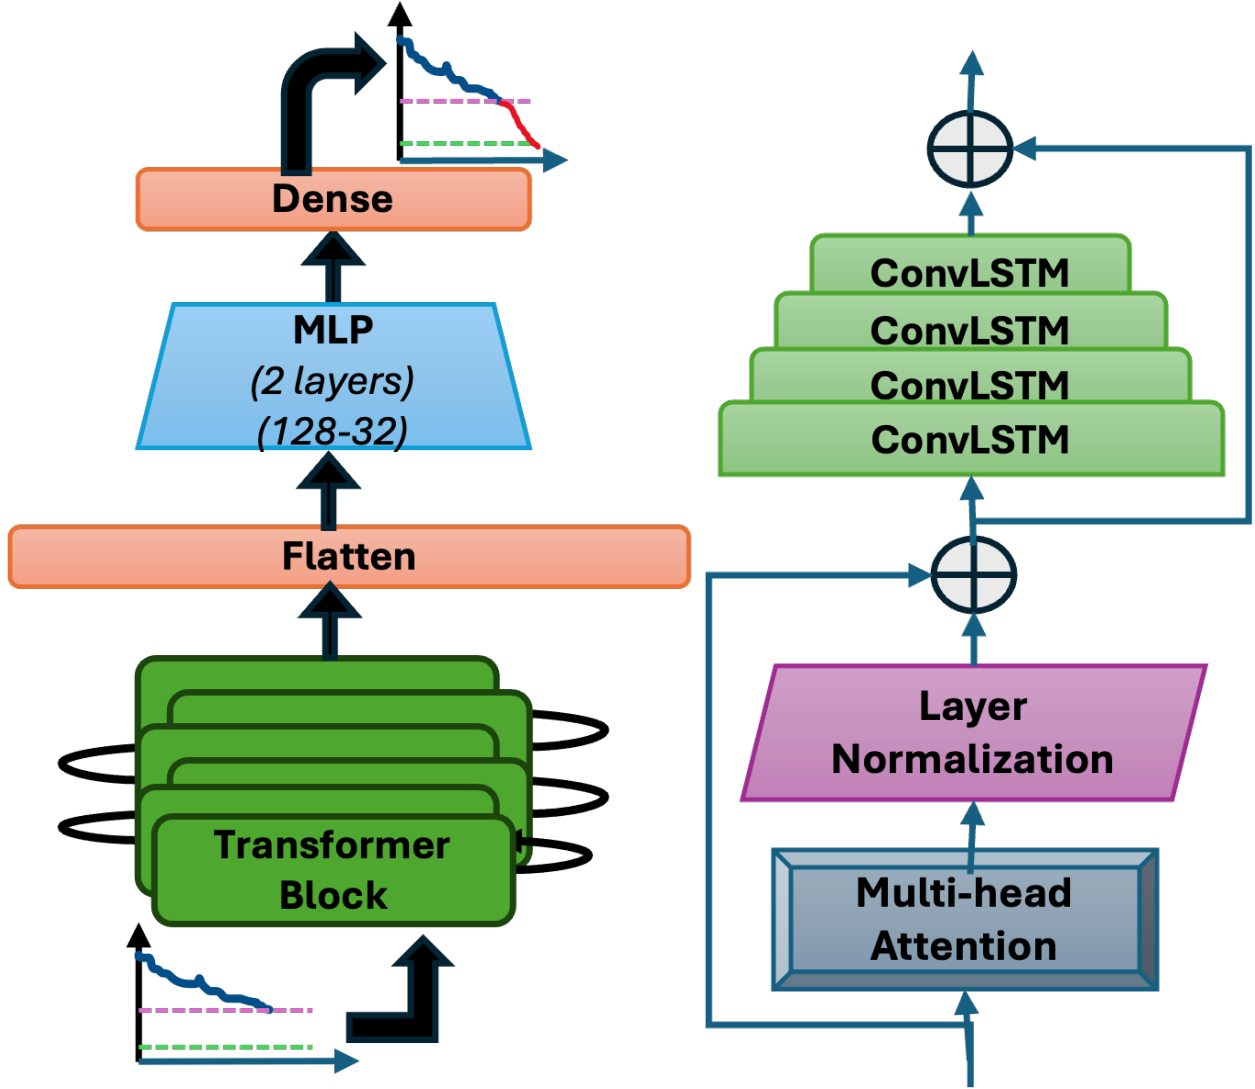 Dense
MLP
(2 layers)
(128-32)
Flatten
Transformer
Block
ConvLSTM
ConvLSTM
ConvLSTM
ConvLSTM
Layer
Normalization
Multi-head
Attention